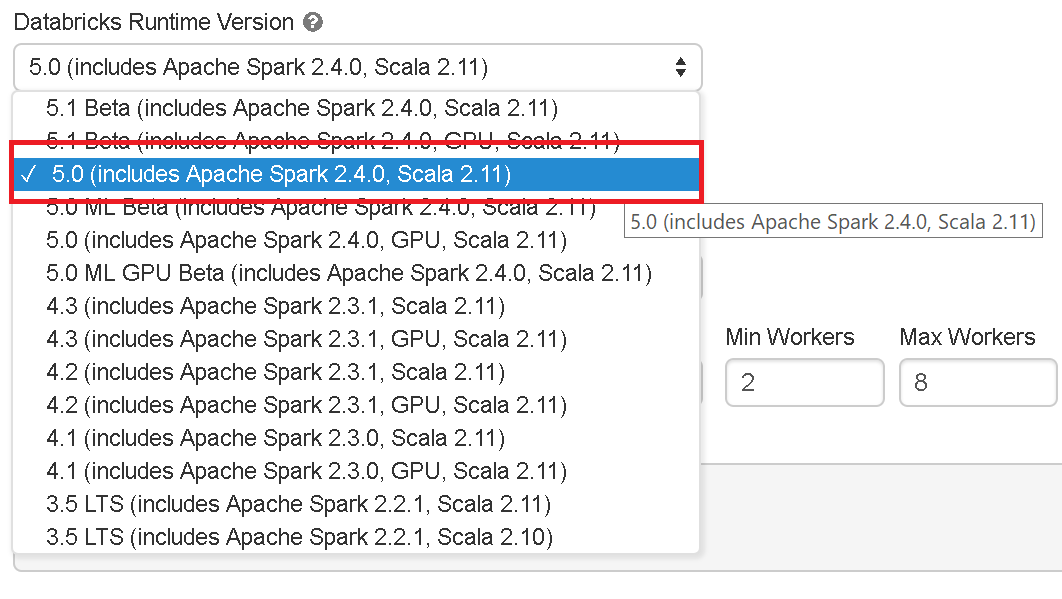 Databricks Runtime Version ?
5.0 (includes Apache Spark 2.4.0, Scala 2.11)
5.1 Beta (includes Apache Spark 2.4.0, Scala 2.11)
5.1 Beta (includes Apache Spark 2.4.0, GPU, Scala 2.11)
✓ 5.0 (includes Apache Spark 2.4.0, Scala 2.11)
5.0 ML Beta (includes Apache Spark 2.4.0, Scala 2.11)
5.0 (includes Apache Spark 2.4.0, Scala 2.11)
5.0 (includes Apache Spark 2.4.0, GPU, Scala 2.11)
5.0 ML GPU Beta (includes Apache Spark 2.4.0, Scala 2.11)
4.3 (includes Apache Spark 2.3.1, Scala 2.11)
4.3 (includes Apache Spark 2.3.1, GPU, Scala 2.11)
Min Workers
Max Workers
4.2 (includes Apache Spark 2.3.1, Scala 2.11)
2
8
4.2 (includes Apache Spark 2.3.1, GPU, Scala 2.11)
4.1 (includes Apache Spark 2.3.0, Scala 2.11)
4.1 (includes Apache Spark 2.3.0, GPU, Scala 2.11)
3.5 LTS (includes Apache Spark 2.2.1, Scala 2.11)
3.5 LTS (includes Apache Spark 2.2.1, Scala 2.10)